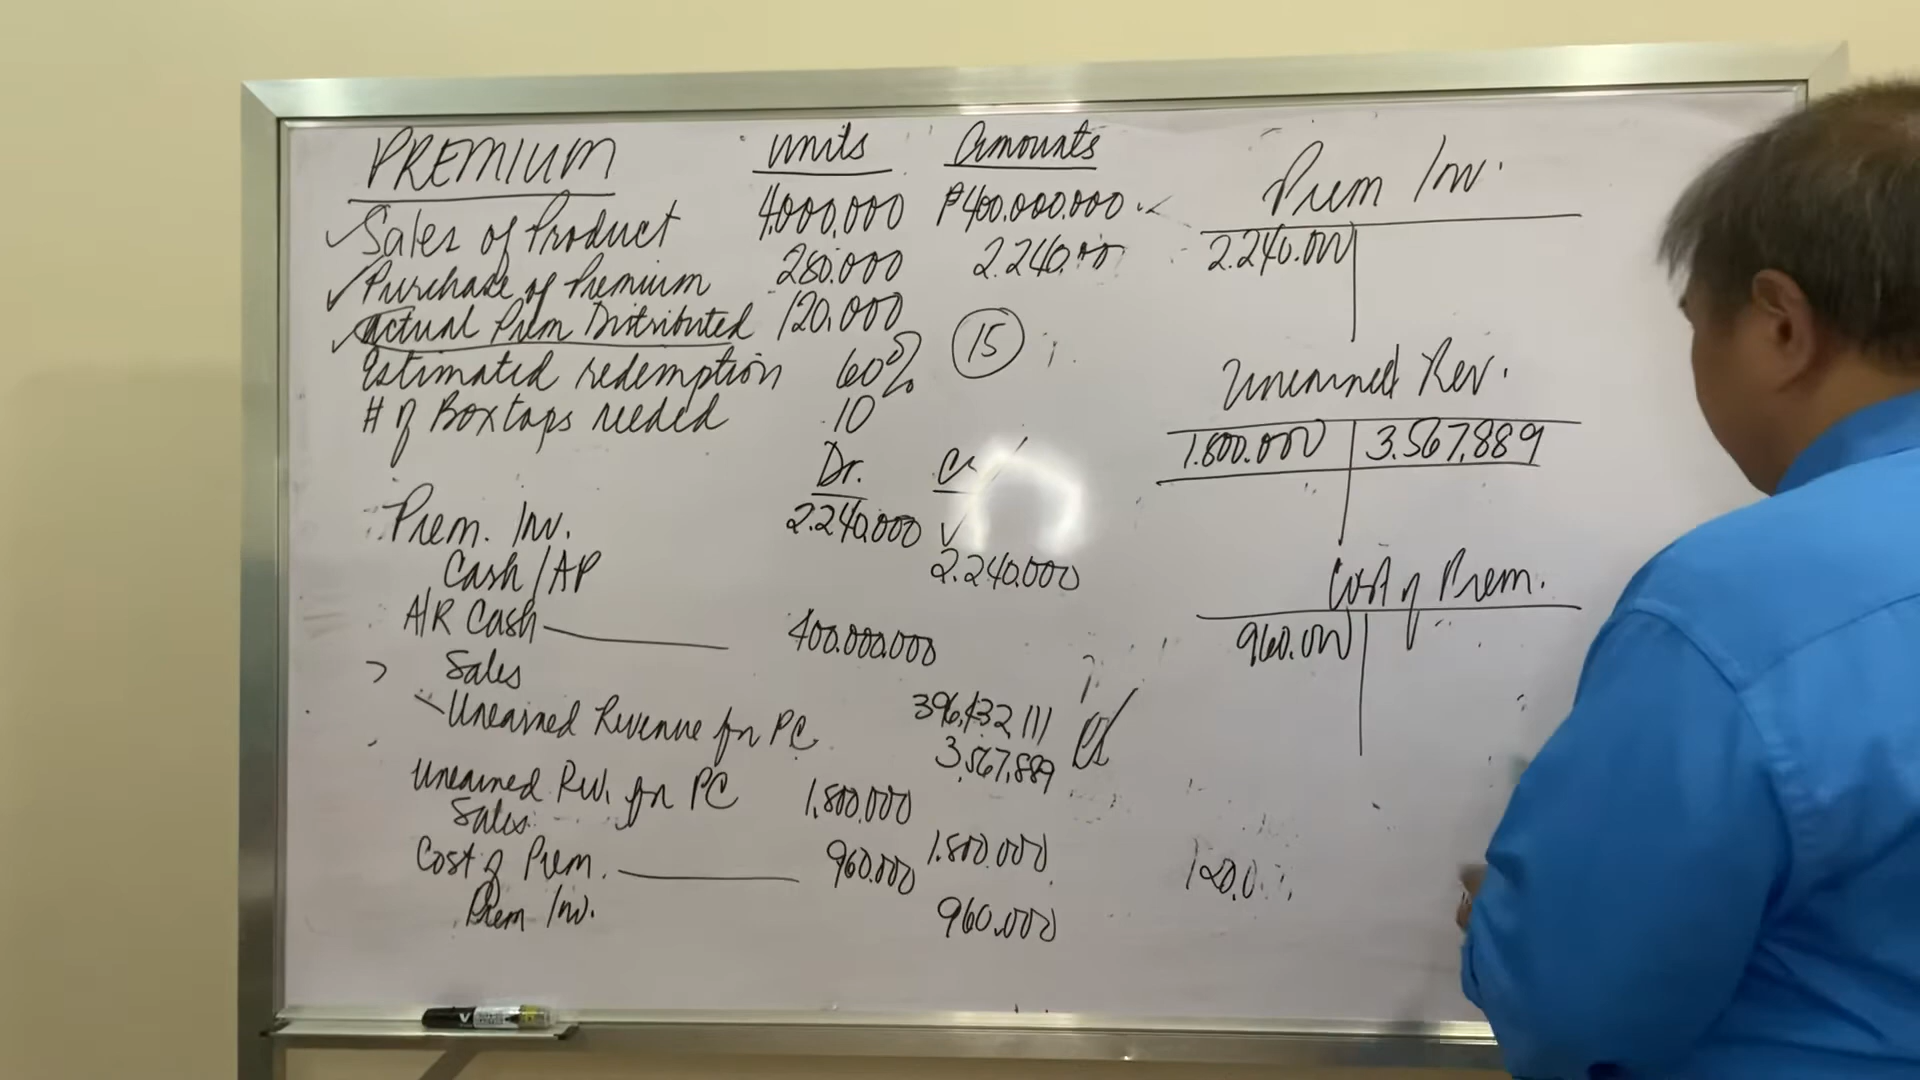 PREMIUM Units Amounts
Sales of Product 4,000,000 ₱400.000.000
Purchase of Premium 280.000 2.240.00
Actual Prem Distributed 120,000
Estimated redemption 60% 15
# of Boxtops needed 10
Dr. Cr
Prem. Inv. 2.240.000
Cash/AP 2.240.000
A/R Cash 400.000.000
Sales 396,432 111
Unearned Revenue for PC 3,567,889
Unearned Rev. for PC 1,800,000
Sales 1.800.000
Cost of Prem. 960.000
Prem Inv. 960.000
Prem Inv.
2.240.000
Unearned Rev.
1.800.000 3.567,889
Cost of Prem.
960.000
120.0